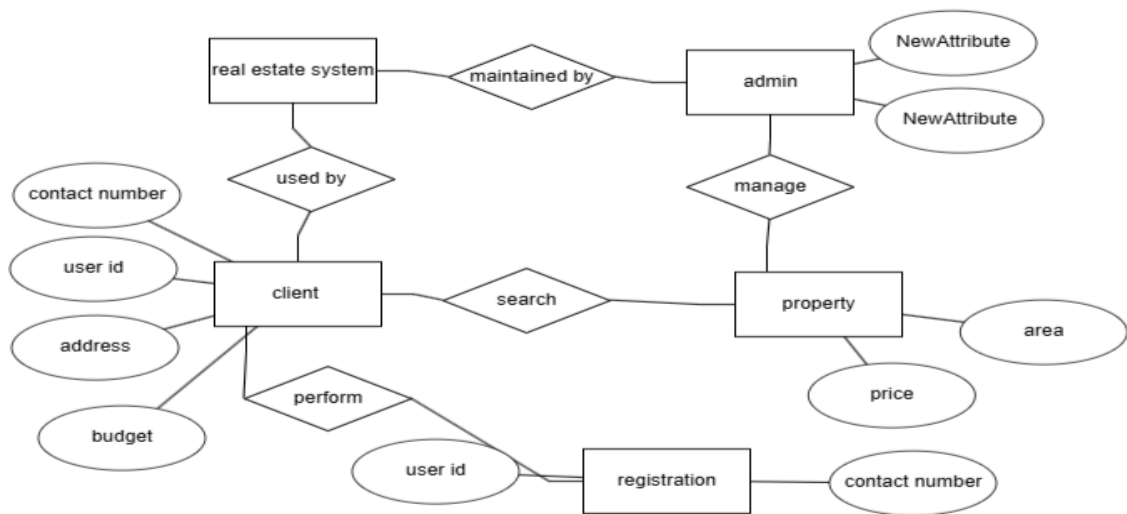 NewAttribute
real estate system
maintained by
admin
NewAttribute
used by
manage
contact number
user id
client
search
property
area
address
perform
price
budget
user id
registration
contact number